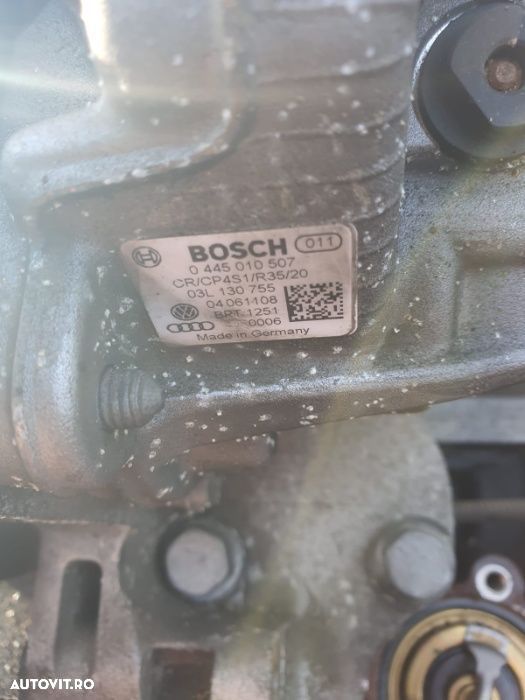 BOSCH 011
0 445 010 507
CR/CP4S1/R35/20
03L 130 755
04061108
BRT 1251
0006
Made in Germany
AUTOVIT.RO